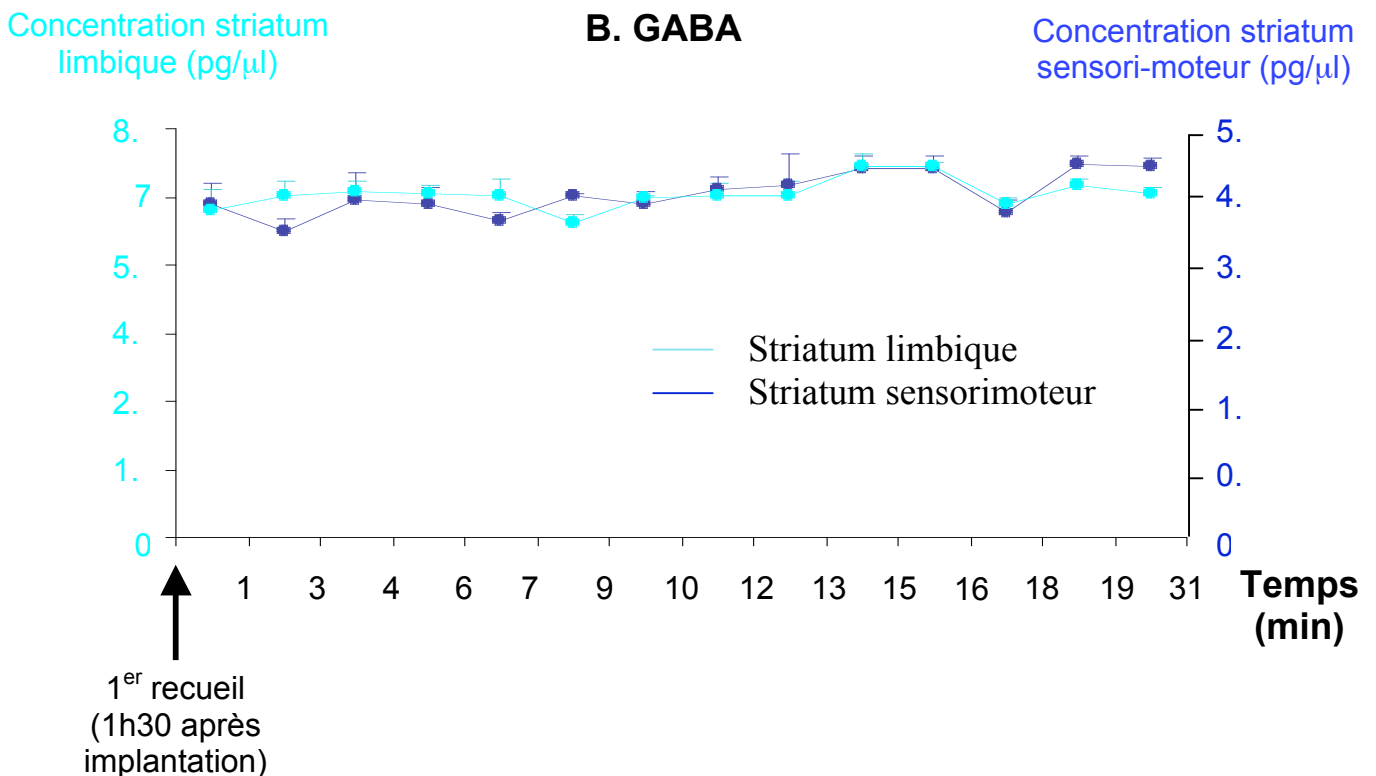 Concentration striatum
limbique (pg/μl)
B. GABA
Concentration striatum
sensori-moteur (pg/μl)
8.
7
5.
4.
2.
1.
0
5.
4.
3.
2.
1.
0.
0
Striatum limbique
Striatum sensorimoteur
1 3 4 6 7 9 10 12 13 15 16 18 19 31
Temps
(min)
1er recueil
(1h30 après
implantation)